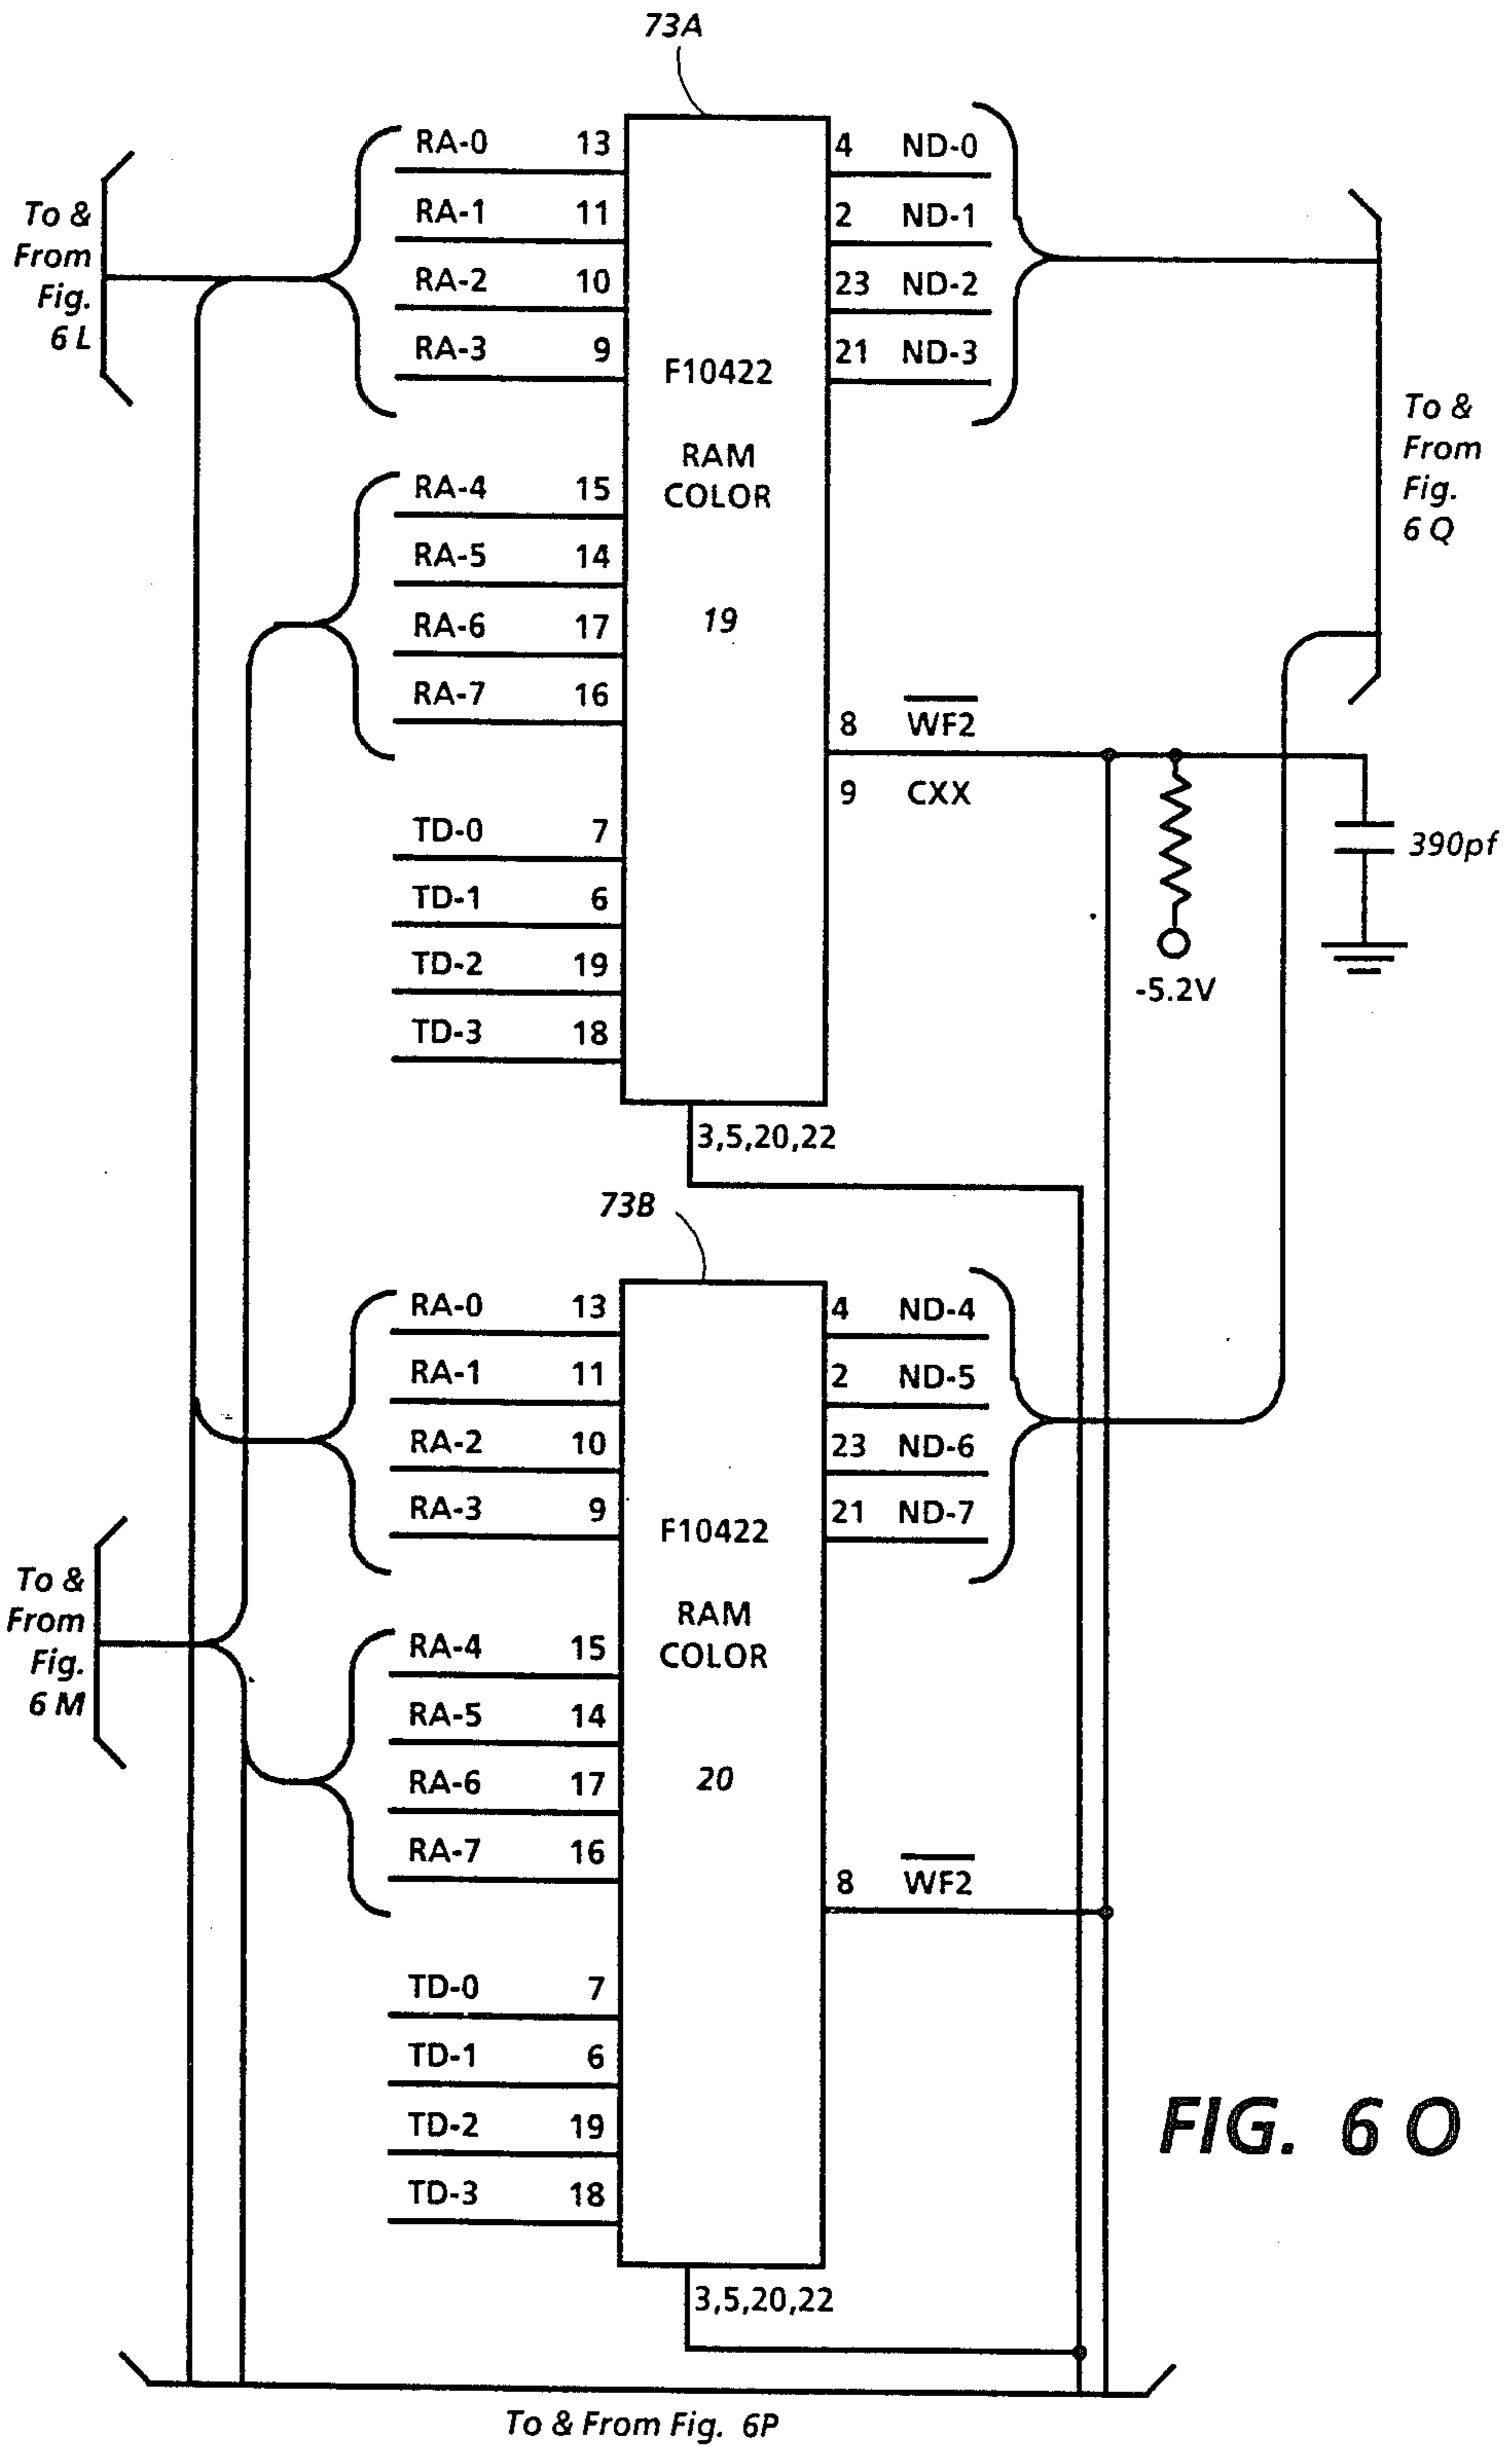 73A
RA-0 13
RA-1 11
RA-2 10
RA-3 9
RA-4 15
RA-5 14
RA-6 17
RA-7 16
TD-0 7
TD-1 6
TD-2 19
TD-3 18
To &
From
Fig.
6 L
F10422
RAM
COLOR
19
4 ND-0
2 ND-1
23 ND-2
21 ND-3
8 WF2
9 CXX
To &
From
Fig.
6 Q
390pf
-5.2V
3,5,20,22
73B
RA-0 13
RA-1 11
RA-2 10
RA-3 9
RA-4 15
RA-5 14
RA-6 17
RA-7 16
TD-0 7
TD-1 6
TD-2 19
TD-3 18
To &
From
Fig.
6 M
F10422
RAM
COLOR
20
4 ND-4
2 ND-5
23 ND-6
21 ND-7
8 WF2
3,5,20,22
FIG. 6 O
To & From Fig. 6P